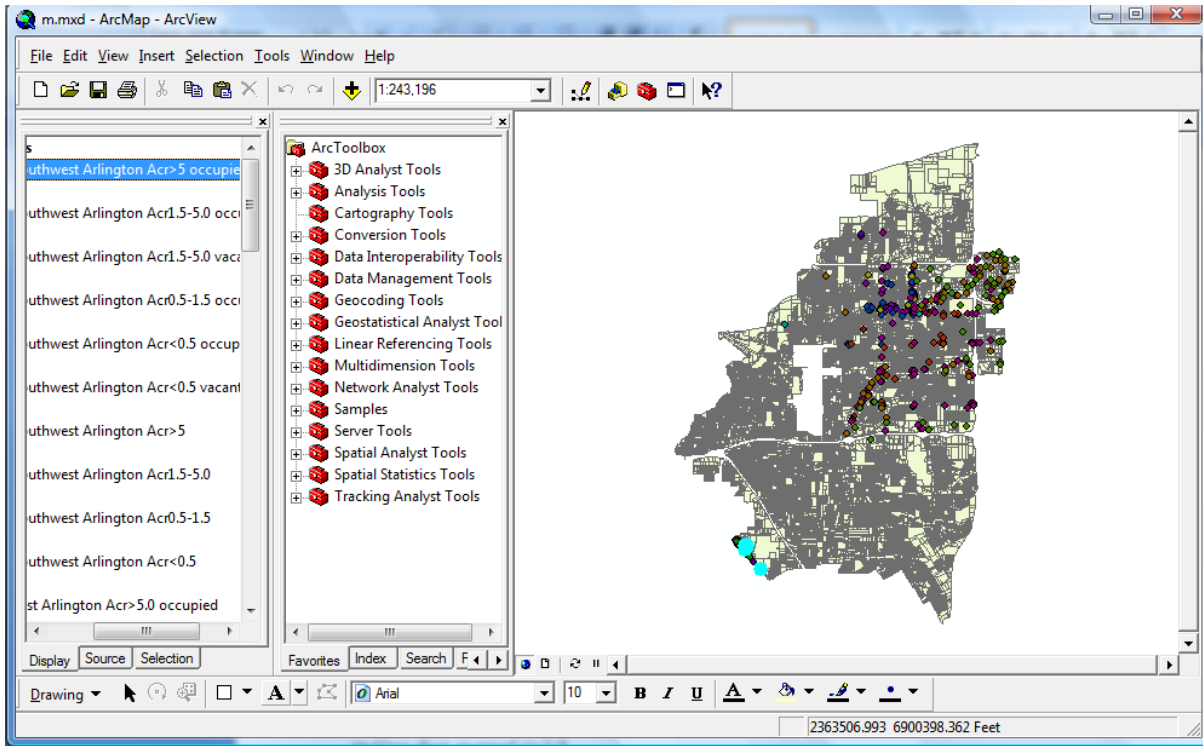 m.mxd - ArcMap - ArcView
File Edit View Insert Selection Tools Window Help
1:243,196
s
uthwest Arlington Acr>5 occupie
uthwest Arlington Acr1.5-5.0 occu
uthwest Arlington Acr1.5-5.0 vaca
uthwest Arlington Acr0.5-1.5 occu
uthwest Arlington Acr<0.5 occup
uthwest Arlington Acr<0.5 vacant
uthwest Arlington Acr>5
uthwest Arlington Acr1.5-5.0
uthwest Arlington Acr0.5-1.5
uthwest Arlington Acr<0.5
st Arlington Acr>5.0 occupied
Display Source Selection
ArcToolbox
3D Analyst Tools
Analysis Tools
Cartography Tools
Conversion Tools
Data Interoperability Tools
Data Management Tools
Geocoding Tools
Geostatistical Analyst Tool
Linear Referencing Tools
Multidimension Tools
Network Analyst Tools
Samples
Server Tools
Spatial Analyst Tools
Spatial Statistics Tools
Tracking Analyst Tools
Favorites Index Search F
Drawing A Arial 10 B I U A
2363506.993 6900398.362 Feet